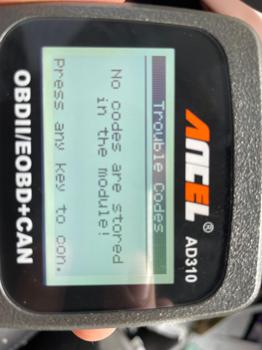 ANCEL®
AD310
Trouble Codes
No codes are stored
in the module!
Press any key to con.
OBDII/EOBD+CAN